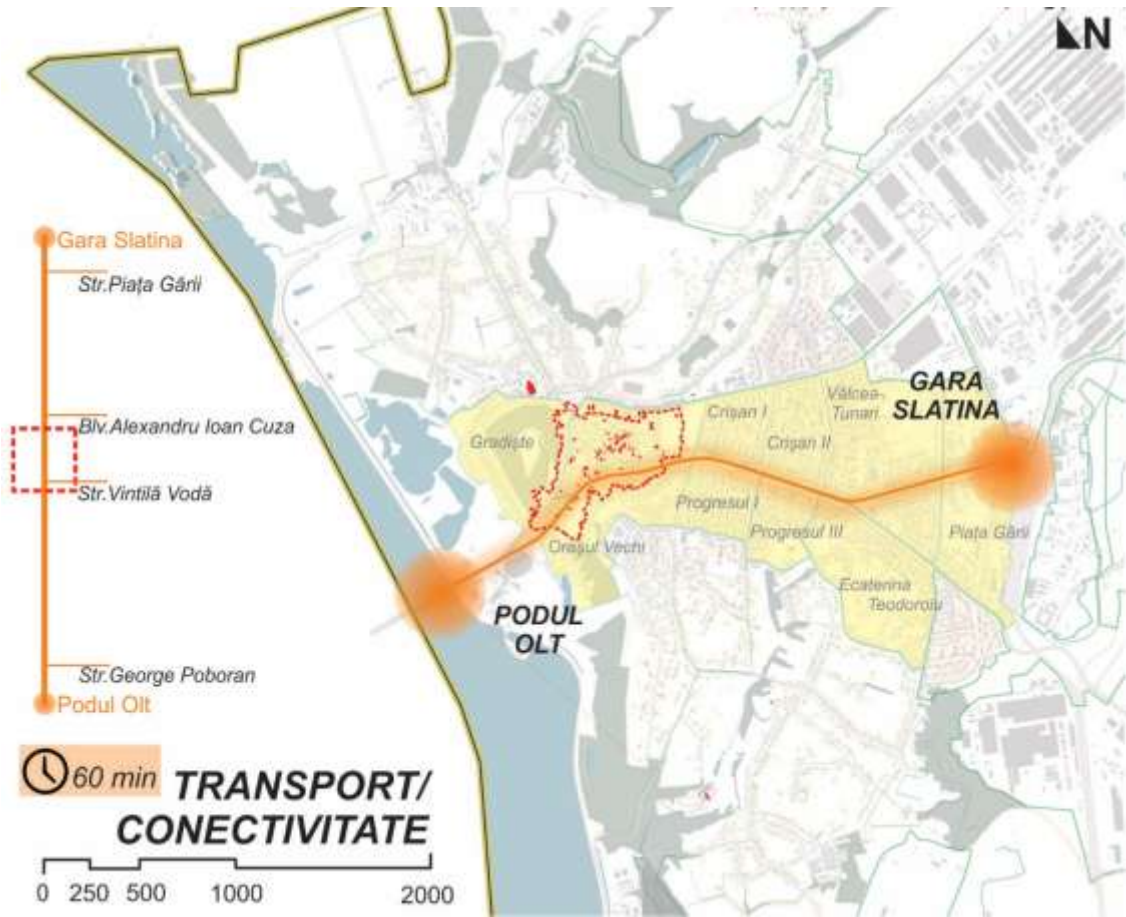 N
Gara Slatina
Str.Piața Gării
Blv.Alexandru Ioan Cuza
Str.Vintilă Vodă
Str.George Poboran
Podul Olt
GARA
SLATINA
Vâlcea-
Tunari
Crișan I
Crișan II
Gradiște
Progresul I
Progresul III
Piața Gării
Orașul Vechi
Ecaterina
Teodoroiu
PODUL
OLT
60 min
TRANSPORT/
CONECTIVITATE
0 250 500 1000 2000